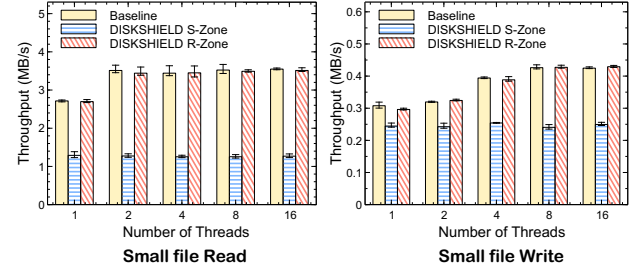 Baseline
DISKSHIELD S-Zone
DISKSHIELD R-Zone
Throughput (MB/s)
5
4
3
2
1
0
1 2 4 8 16
Number of Threads
Small file Read
Baseline
DISKSHIELD S-Zone
DISKSHIELD R-Zone
Throughput (MB/s)
0.6
0.5
0.4
0.3
0.2
0.1
0
1 2 4 8 16
Number of Threads
Small file Write